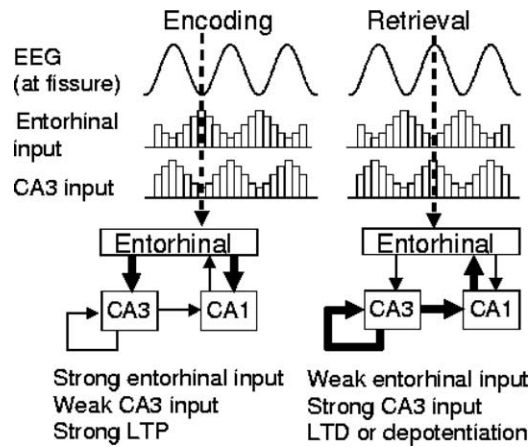 Encoding Retrieval
EEG
(at fissure)
Entorhinal
input
CA3 input
Entorhinal Entorhinal
CA3 CA1 CA3 CA1
Strong entorhinal input
Weak CA3 input
Strong LTP
Weak entorhinal input
Strong CA3 input
LTD or depotentiation